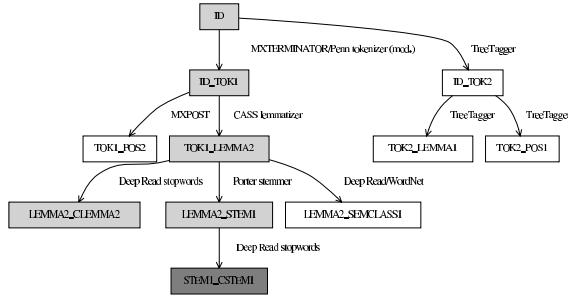 ID
MXTERMINATOR/Penn tokenizer (mod.)
TreeTagger
ID_TOK1
ID_TOK2
MXPOST
CASS lemmatizer
TreeTagger
TreeTagger
TOK1_POS2
TOK1_LEMMA2
TOK2_LEMMA1
TOK2_POS1
Deep Read stopwords
Porter stemmer
Deep Read/WordNet
LEMMA2_CLEMMA2
LEMMA2_STEM1
LEMMA2_SEMCLASS1
Deep Read stopwords
STEM1_CSTEM1